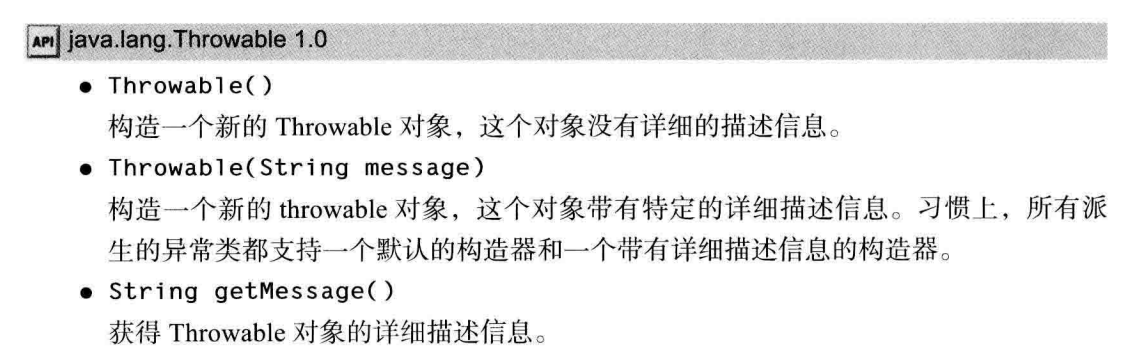 API java.lang.Throwable 1.0
● Throwable()
构造一个新的 Throwable 对象，这个对象没有详细的描述信息。
● Throwable(String message)
构造一个新的 throwable 对象，这个对象带有特定的详细描述信息。习惯上，所有派
生的异常类都支持一个默认的构造器和一个带有详细描述信息的构造器。
● String getMessage()
获得 Throwable 对象的详细描述信息。